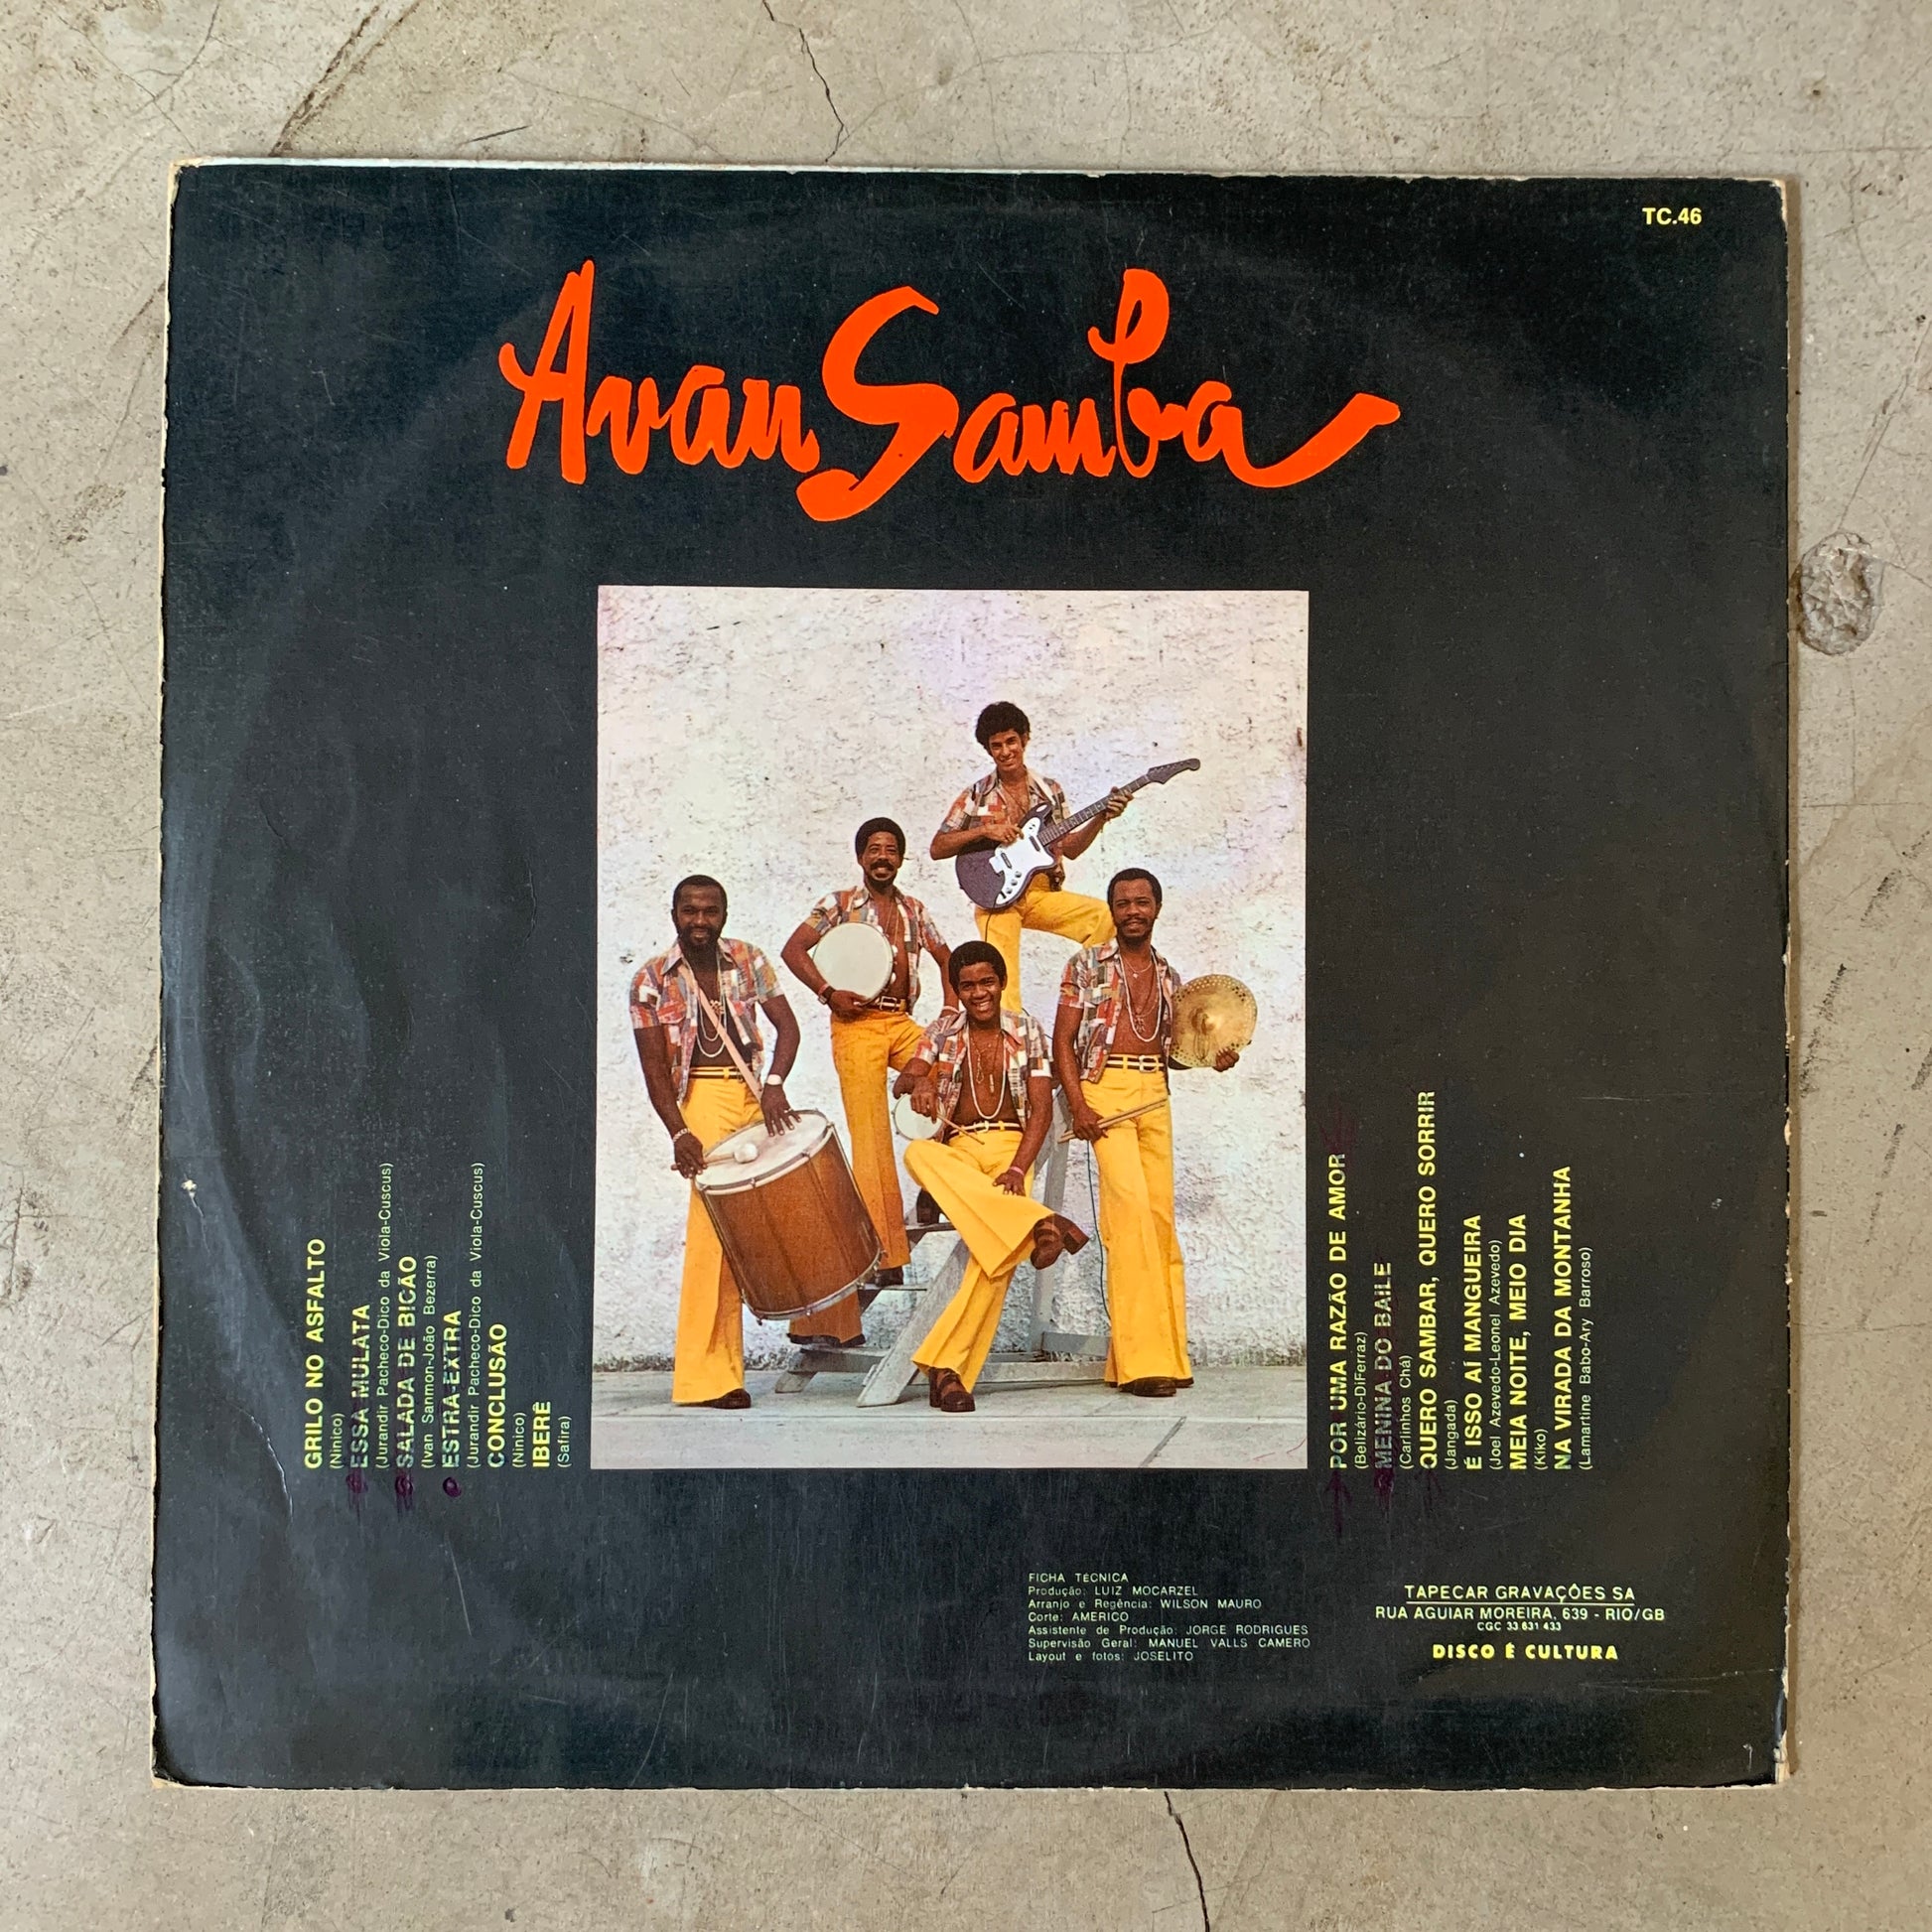 TC.46
Avan Samba
GRILO NO ASFALTO
(Ninico)
ESSA MULATA
(Jurandir Pacheco-Dico da Viola-Cuscus)
SALADA DE BICÃO
(Ivan Sanmon-João Bezerra)
ESTRA-EXTRA
(Jurandir Pacheco-Dico da Viola-Cuscus)
CONCLUSÃO
(Ninico)
IBERÊ
(Safira)
POR UMA RAZÃO DE AMOR
(Belizário-DiFerraz)
MENINA DO BAILE
(Carlinhos Chá)
QUERO SAMBAR, QUERO SORRIR
(Jangada)
É ISSO AÍ MANGUEIRA
(Joel Azevedo-Leonel Azevedo)
MEIA NOITE, MEIO DIA
(Kiko)
NA VIRADA DA MONTANHA
(Lamartine Babo-Ary Barroso)
FICHA TÉCNICA
Produção: LUIZ MOCARZEL
Arranjo e Regência: WILSON MAURO
Corte: AMERICO
Assistente de Produção: JORGE RODRIGUES
Supervisão Geral: MANUEL VALLS CAMERO
Layout e fotos: JOSELITO
TAPECAR GRAVAÇÕES SA
RUA AGUIAR MOREIRA, 639 - RIO/GB
CGC 33 831 433
DISCO É CULTURA